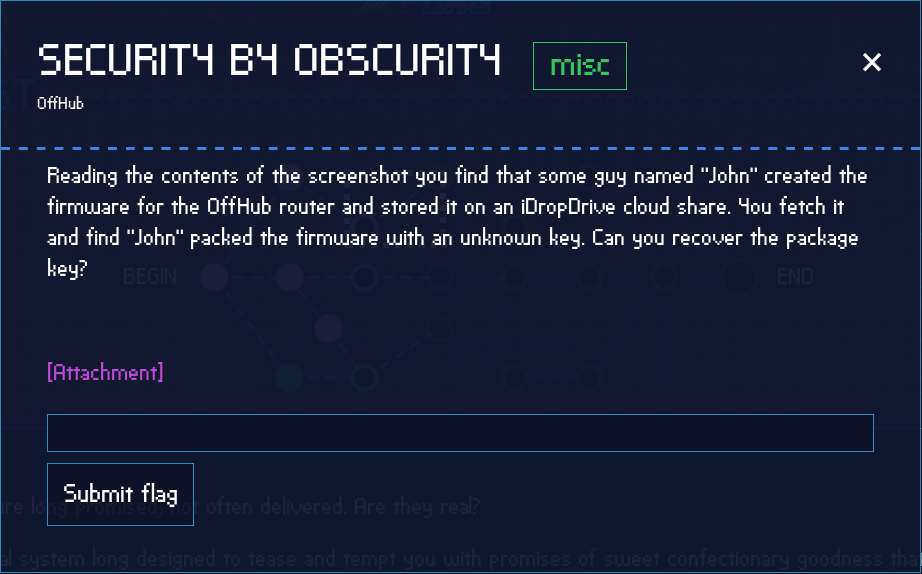 SECURITY BY OBSCURITY
misc
OffHub
Reading the contents of the screenshot you find that some guy named "John" created the
firmware for the OffHub router and stored it on an iDropDrive cloud share. You fetch it
and find "John" packed the firmware with an unknown key. Can you recover the package
key?
BEGIN
END
[Attachment]
Submit flag
are long promised, not often delivered. Are they real?
al system long designed to tease and tempt you with promises of sweet confectionary goodness